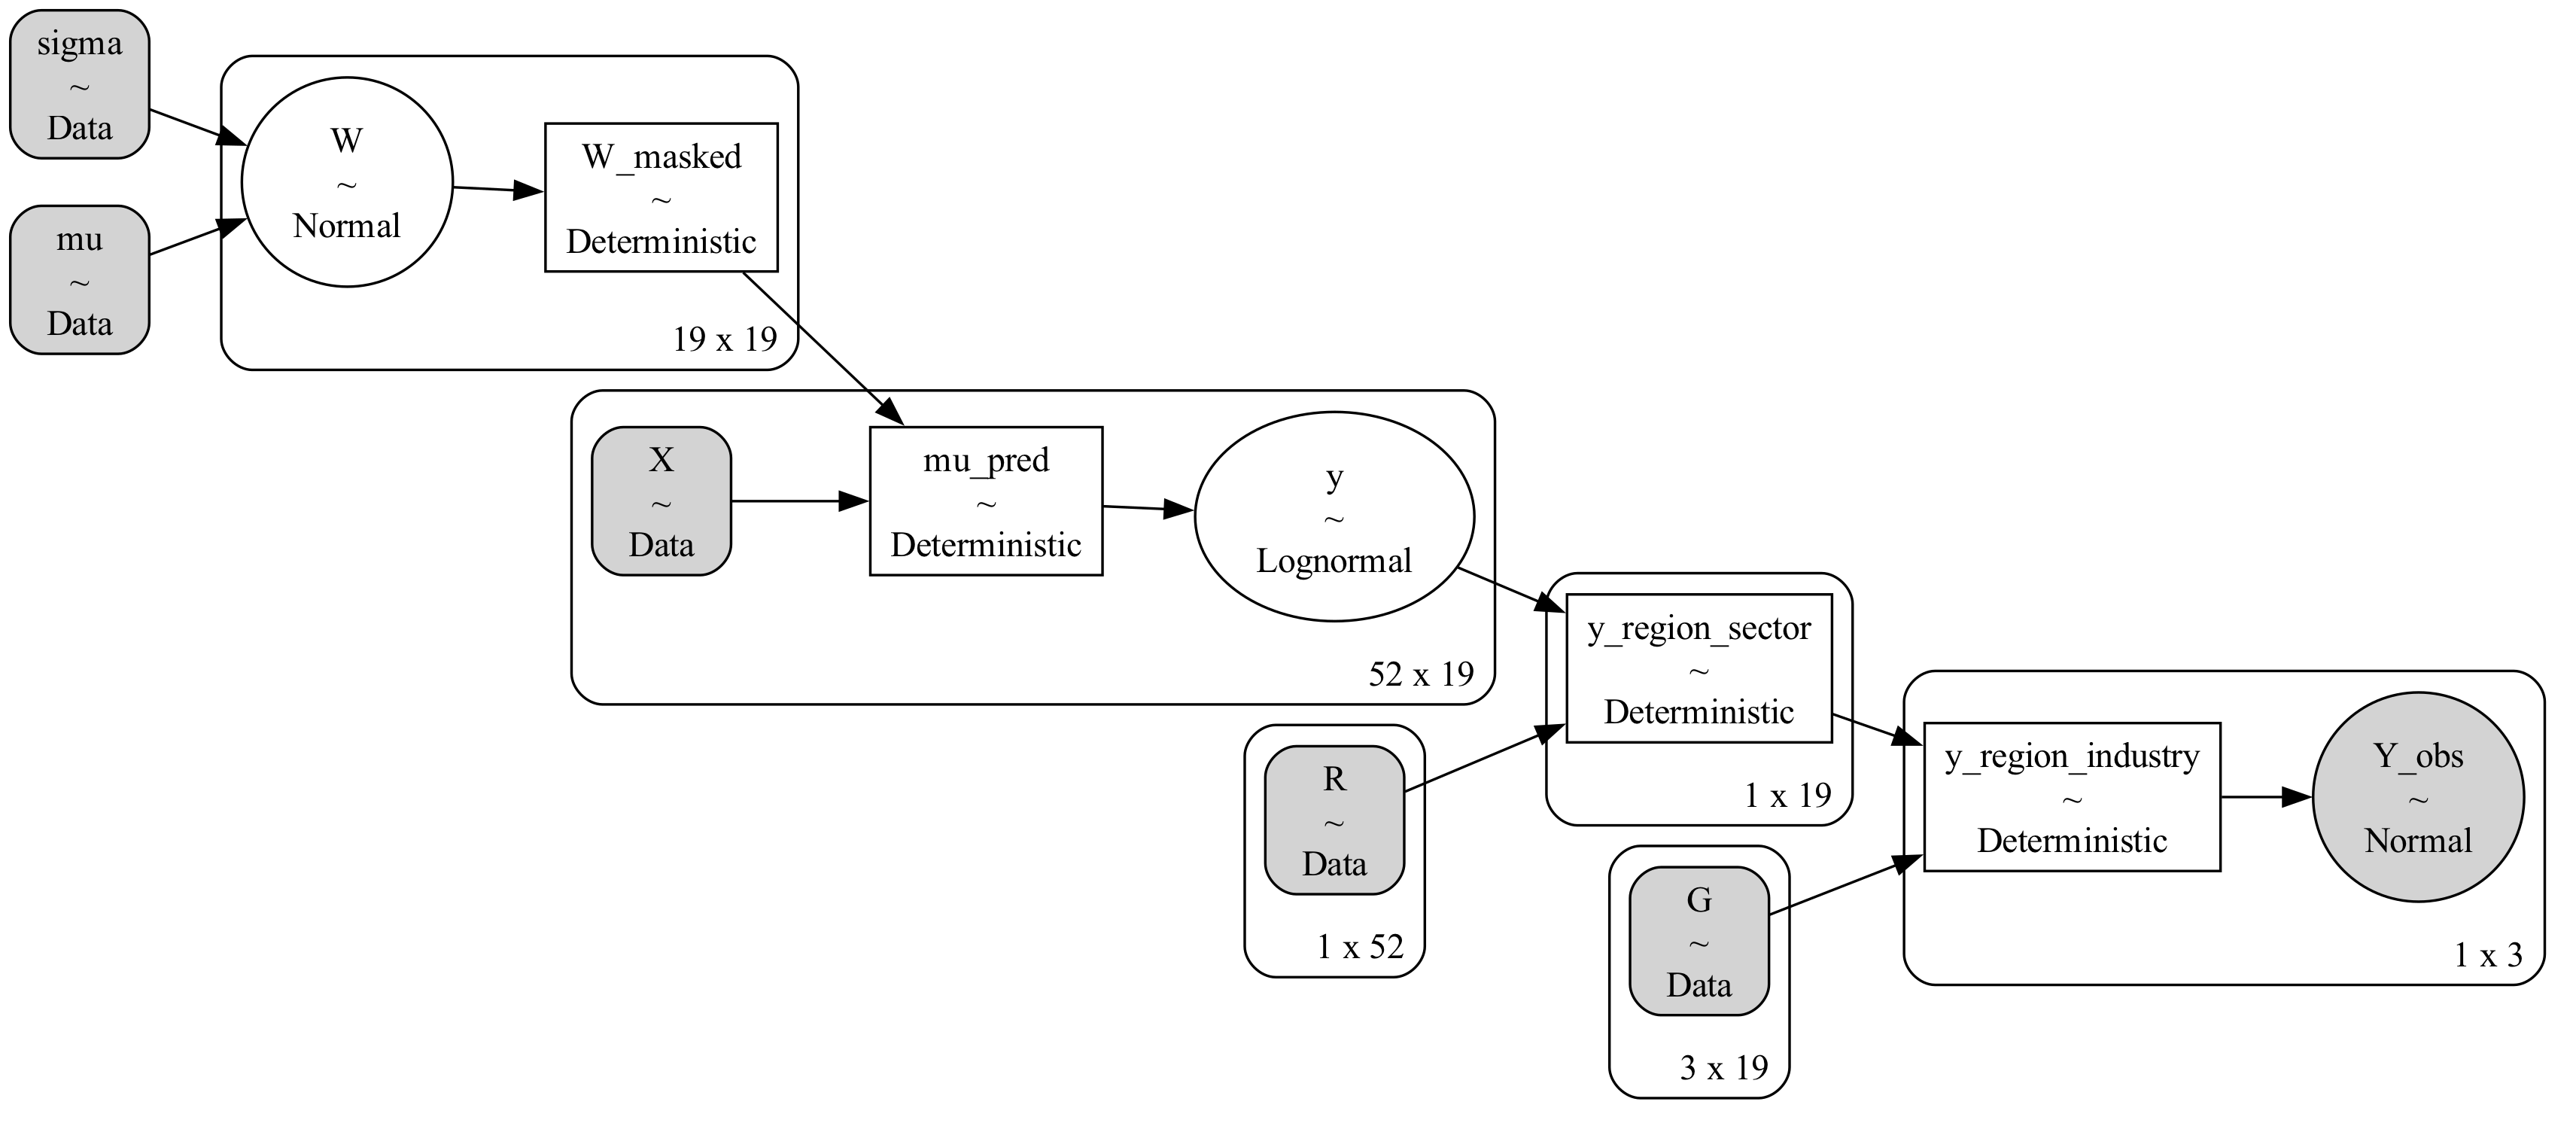 sigma
~
Data
mu
~
Data
W
~
Normal
W_masked
~
Deterministic
19 x 19
X
~
Data
mu_pred
~
Deterministic
y
~
Lognormal
52 x 19
R
~
Data
1 x 52
y_region_sector
~
Deterministic
1 x 19
G
~
Data
3 x 19
y_region_industry
~
Deterministic
Y_obs
~
Normal
1 x 3